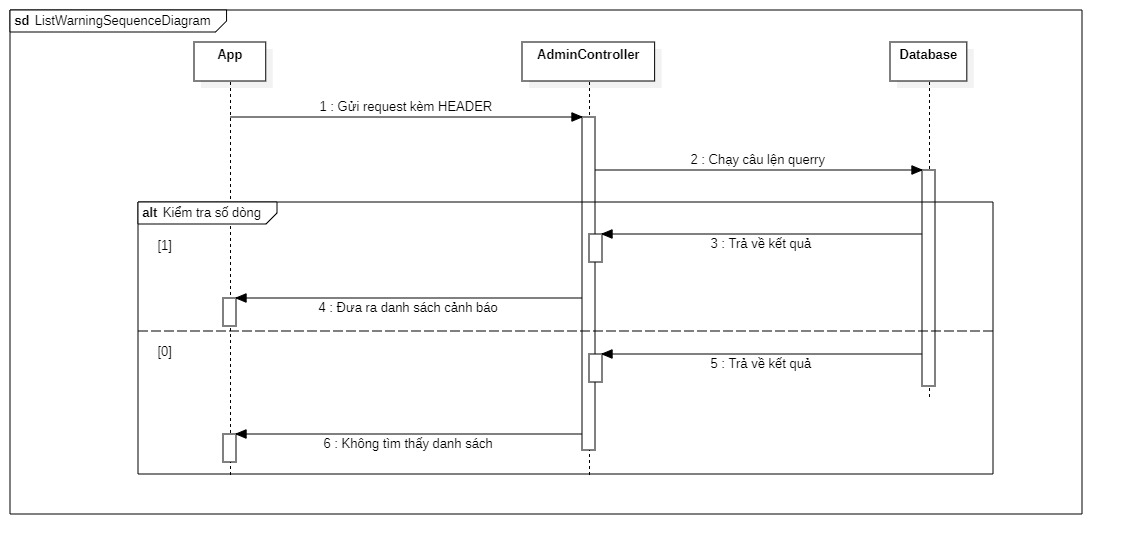 sd ListWarningSequenceDiagram
App
AdminController
Database
1 : Gửi request kèm HEADER
2 : Chạy câu lện querry
alt Kiểm tra số dòng
[1]
3 : Trả về kết quả
4 : Đưa ra danh sách cảnh báo
[0]
5 : Trả về kết quả
6 : Không tìm thấy danh sách